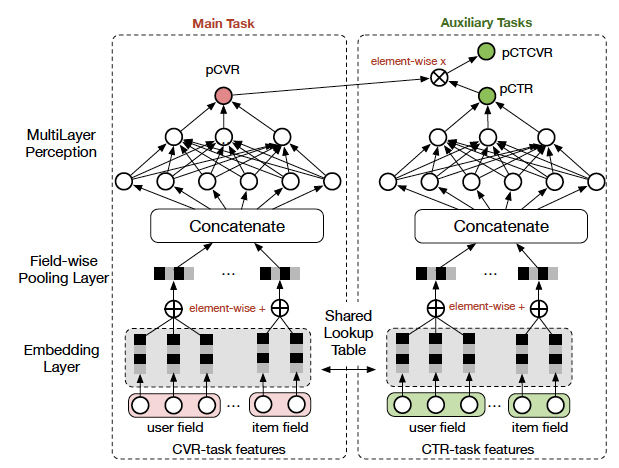 Main Task
Auxiliary Tasks
pCTCVR
element-wise x
pCVR
pCTR
MultiLayer
Perception
Concatenate
Concatenate
Field-wise
Pooling Layer
...
...
element-wise +
element-wise +
Shared
Lookup
Table
Embedding
Layer
...
...
user field
item field
user field
item field
CVR-task features
CTR-task features